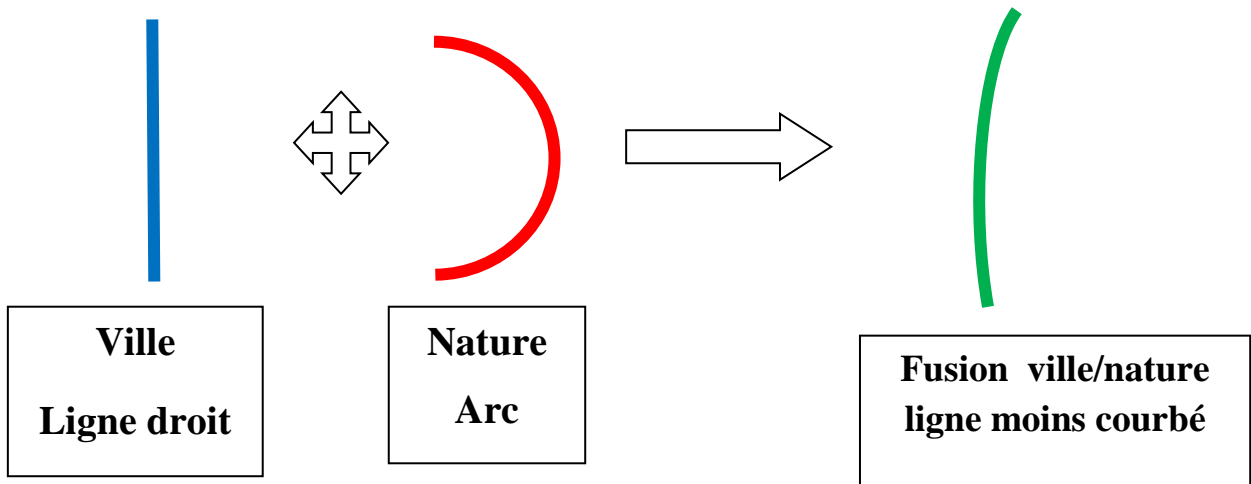 Ville
Ligne droit
Nature
Arc
Fusion ville/nature
ligne moins courbé